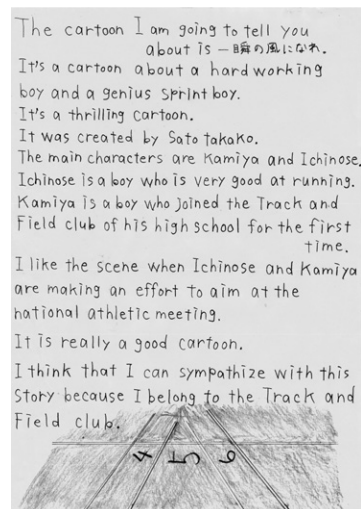 The cartoon I am going to tell you
about is 一瞬の風になれ.
It's a cartoon about a hard working
boy and a genius sprint boy.
It's a thrilling cartoon.
It was created by Sato takako.
The main characters are Kamiya and Ichinose.
Ichinose is a boy who is very good at running.
Kamiya is a boy who joined the Track and
Field club of his high school for the first
time.
I like the scene when Ichinose and Kamiya
are making an effort to aim at the
national athletic meeting.
It is really a good cartoon.
I think that I can sympathize with this
Story because I belong to the Track and
Field club.
4 5 6